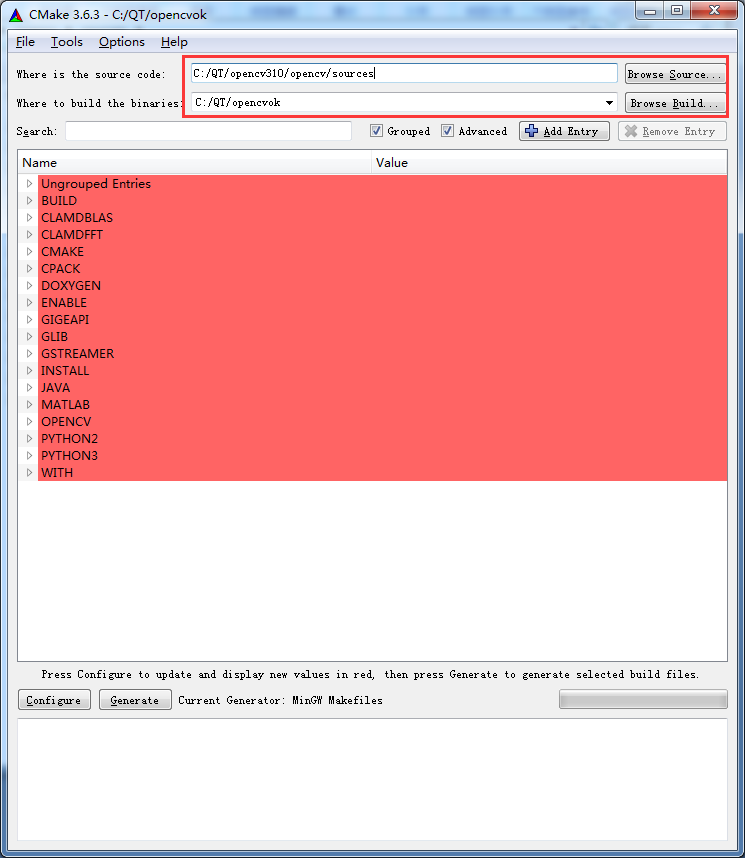 CMake 3.6.3 - C:/QT/opencvok
File Tools Options Help
Where is the source code: C:/QT/opencv310/opencv/sources Browse Source...
Where to build the binaries: C:/QT/opencvok Browse Build...
Search: Grouped Advanced Add Entry Remove Entry
Name Value
Ungrouped Entries
BUILD
CLAMDBLAS
CLAMDFFT
CMAKE
CPACK
DOXYGEN
ENABLE
GIGEAPI
GLIB
GSTREAMER
INSTALL
JAVA
MATLAB
OPENCV
PYTHON2
PYTHON3
WITH
Press Configure to update and display new values in red, then press Generate to generate selected build files.
Configure Generate Current Generator: MinGW Makefiles